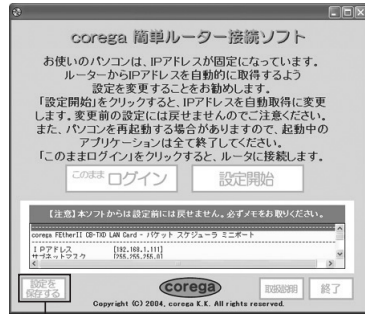 corega 簡単ルーター接続ソフト
お使いのパソコンは、IPアドレスが固定になっています。
ルーターからIPアドレスを自動的に取得するよう
設定を変更することをお勧めします。
「設定開始」をクリックすると、IPアドレスを自動取得に変更
します。変更前の設定には戻せませんのでご注意ください。
また、パソコンを再起動する場合がありますので、起動中の
アプリケーションは全て終了してください。
「このままログイン」をクリックすると、ルータに接続します。
このまま ログイン 設定開始
【注意】本ソフトからは設定前には戻せません。必ずメモをお取りください。
corega FEtherII CB-TXD LAN Card - パケット スケジューラ ミニポート
IPアドレス [192.168.1.111]
サブネットマスク [255.255.255.0]
設定を
保存する corega 取扱説明 終了
Copyright (C) 2004, corega K.K. All rights reserved.